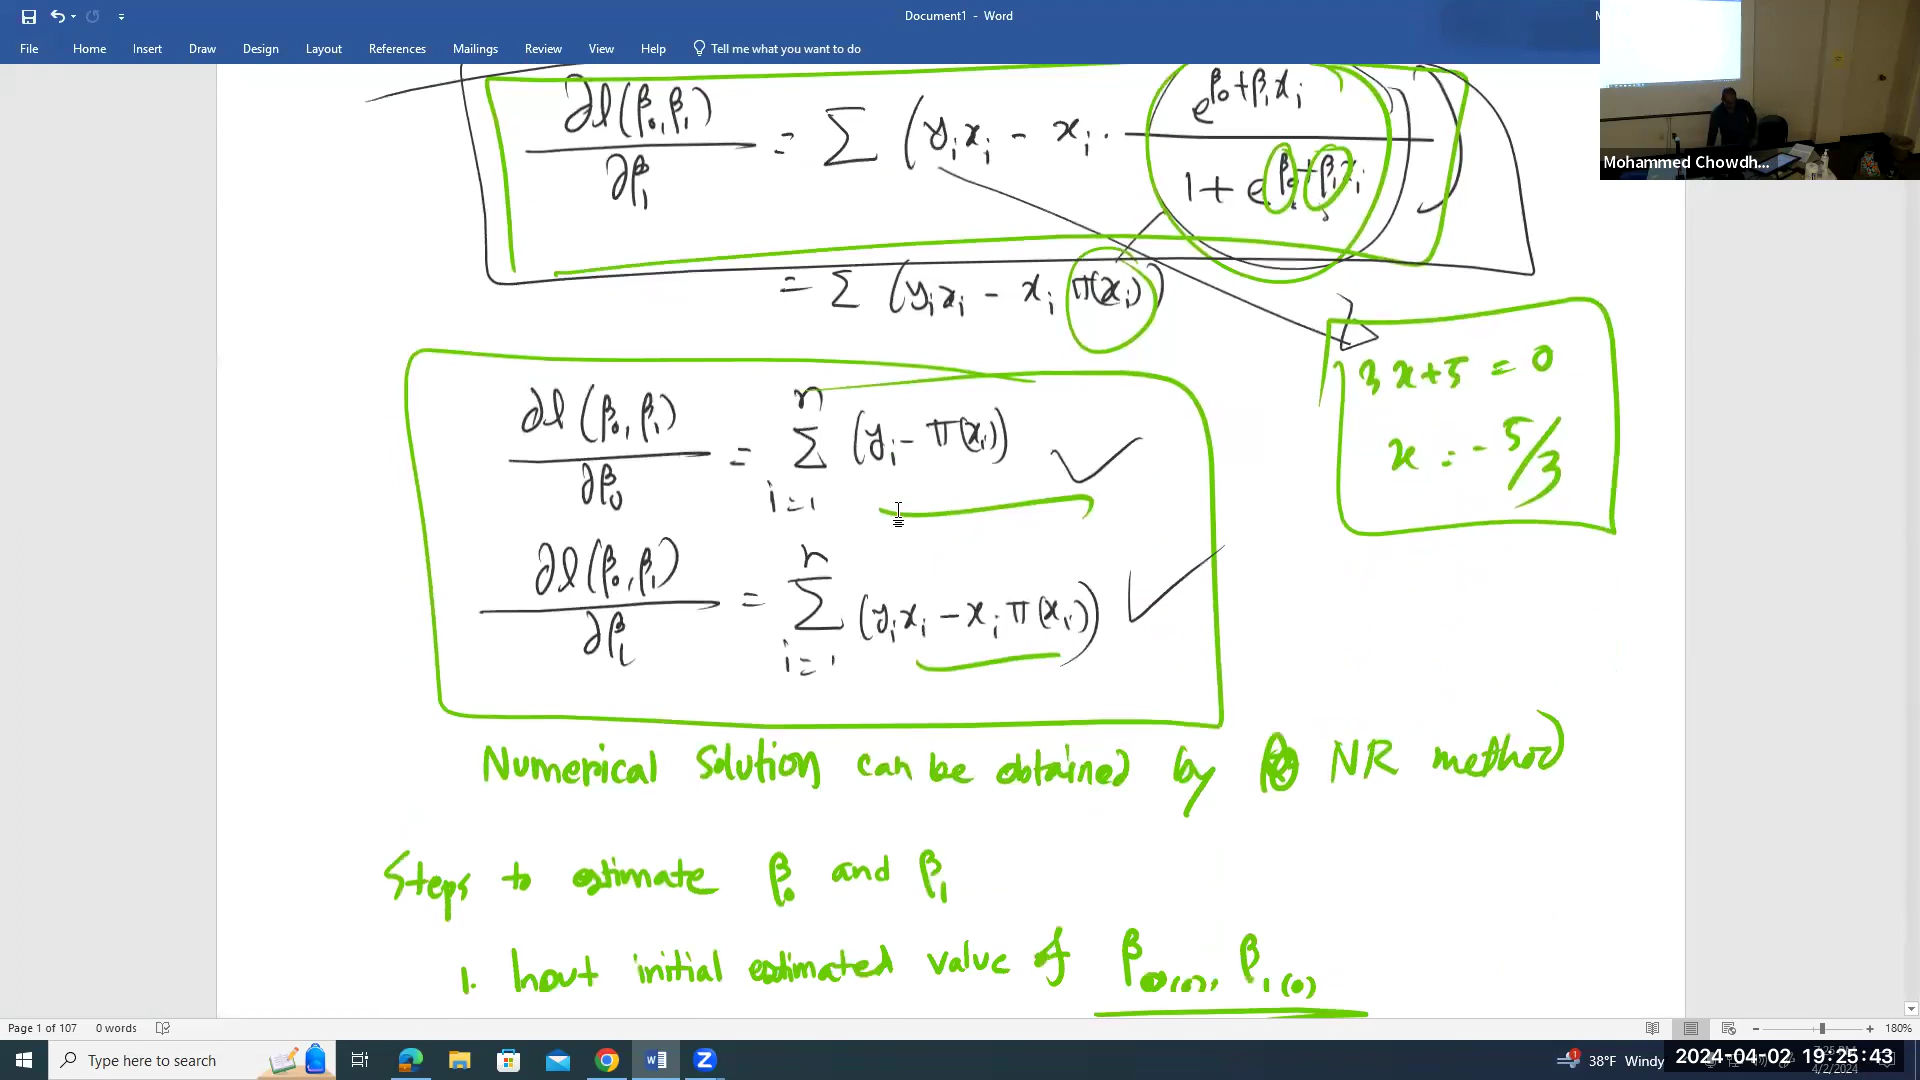 Document1 - Word
File Home Insert Draw Design Layout References Mailings Review View Help Tell me what you want to do
Mohammed Chowdh...
∂l(β₀,β₁)/∂β₁ = Σ (yᵢxᵢ - xᵢ · e^(β₀+β₁xᵢ) / (1 + e^(β₀+β₁xᵢ)))
= Σ (yᵢxᵢ - xᵢ π(xᵢ))
3x+5 = 0
x = -5/3
∂l(β₀,β₁)/∂β₀ = Σᵢ₌₁ⁿ (yᵢ - π(xᵢ))
∂l(β₀,β₁)/∂β₁ = Σᵢ₌₁ⁿ (yᵢxᵢ - xᵢ π(xᵢ))
Numerical Solution can be obtained by NR method
Steps to estimate β₀ and β₁
1. Input initial estimated value of β₀₍₀₎, β₁₍₀₎
Page 1 of 107 0 words 180%
Type here to search
38°F Windy
2024-04-02 19:25:43
4/2/2024